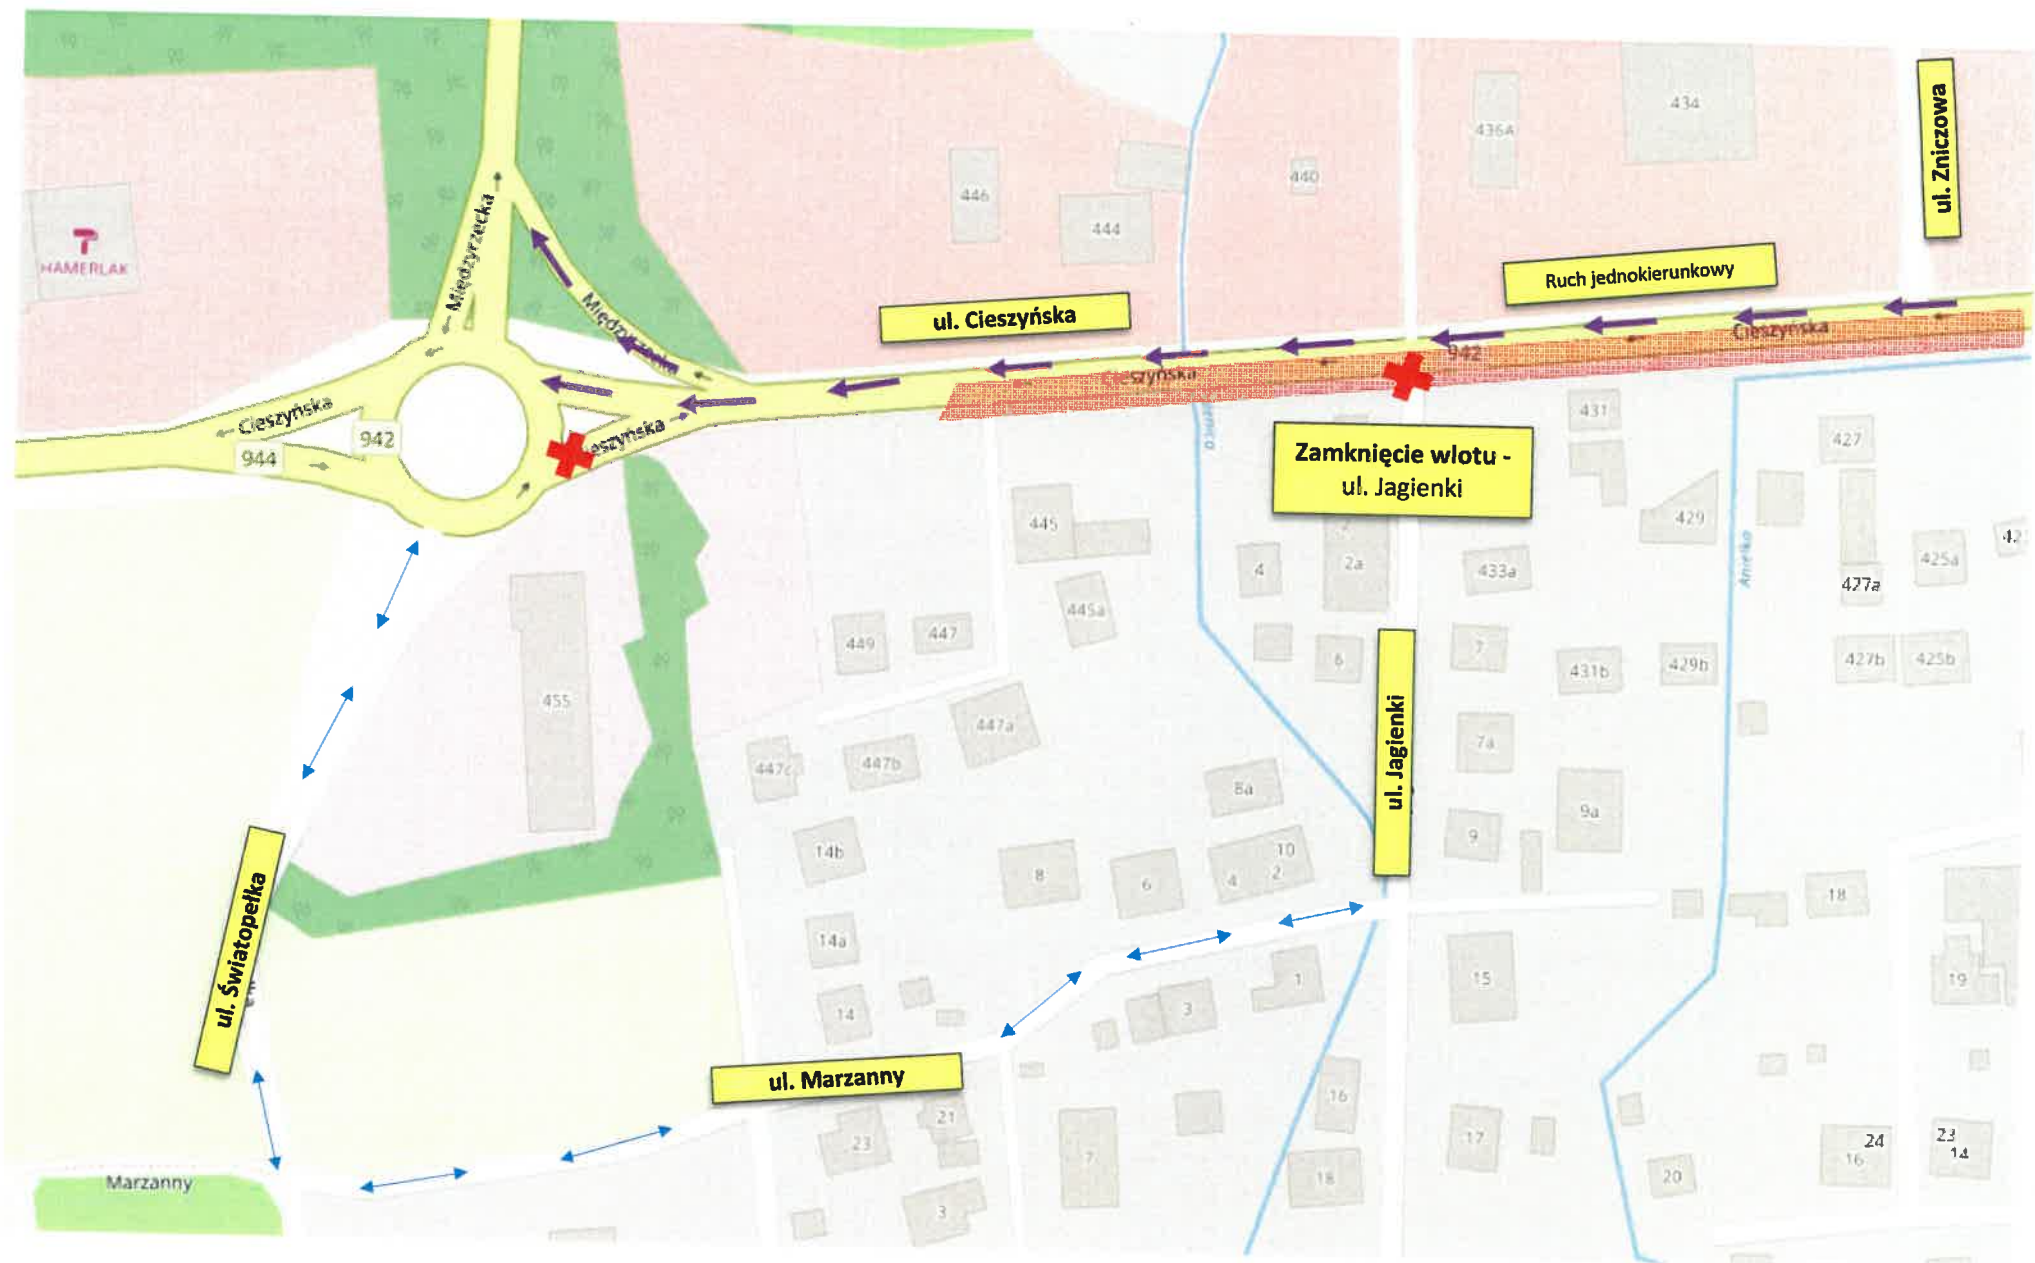 ul. Zniczowa
434
436A
440
446
444
HAMERLAK
Międzyrzecka
Międzyrzecka
Ruch jednokierunkowy
ul. Cieszyńska
Cieszyńska
942
Cieszyńska
Cieszyńska
Cieszyńska
942
944
Zamknięcie wlotu -
ul. Jagienki
431
427
429
445
2
4
2a
433a
425a
427a
Anielka
445a
449
447
6
7
431b
429b
427b
425b
455
ul. Jagienki
447a
447b
447c
7a
8a
9a
9
14b
8
6
10
4
2
18
ul. Świat​opełka
14a
1
15
19
14
3
ul. Marzanny
16
21
23
7
17
24
16
23
14
Marzanny
18
20
3